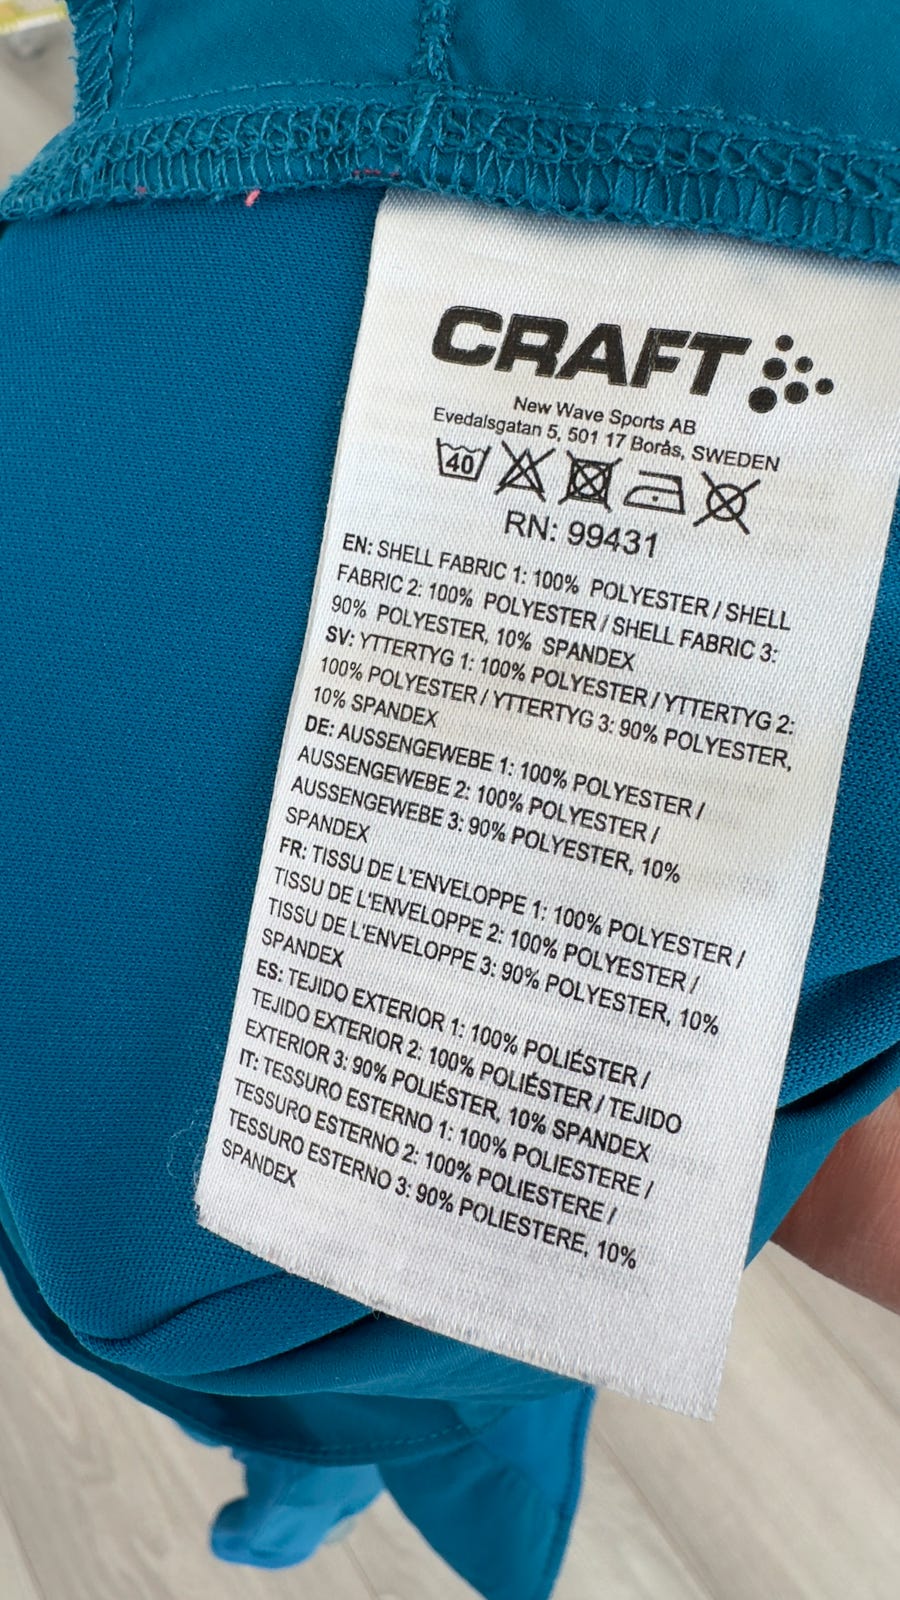 CRAFT
New Wave Sports AB
Evedalsgatan 5, 501 17 Borås, SWEDEN
40
RN: 99431
EN: SHELL FABRIC 1: 100% POLYESTER / SHELL
FABRIC 2: 100% POLYESTER / SHELL FABRIC 3:
90% POLYESTER, 10% SPANDEX
SV: YTTERTYG 1: 100% POLYESTER / YTTERTYG 2:
100% POLYESTER / YTTERTYG 3: 90% POLYESTER,
10% SPANDEX
DE: AUSSENGEWEBE 1: 100% POLYESTER /
AUSSENGEWEBE 2: 100% POLYESTER /
AUSSENGEWEBE 3: 90% POLYESTER, 10%
SPANDEX
FR: TISSU DE L'ENVELOPPE 1: 100% POLYESTER /
TISSU DE L'ENVELOPPE 2: 100% POLYESTER /
TISSU DE L'ENVELOPPE 3: 90% POLYESTER, 10%
SPANDEX
ES: TEJIDO EXTERIOR 1: 100% POLIÉSTER /
TEJIDO EXTERIOR 2: 100% POLIÉSTER / TEJIDO
EXTERIOR 3: 90% POLIÉSTER, 10% SPANDEX
IT: TESSURO ESTERNO 1: 100% POLIESTERE /
TESSURO ESTERNO 2: 100% POLIESTERE /
TESSURO ESTERNO 3: 90% POLIESTERE, 10%
SPANDEX